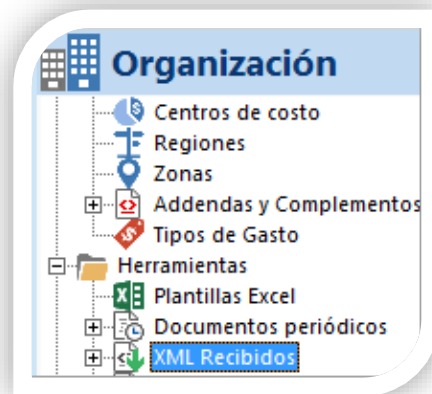 Organización
Centros de costo
Regiones
Zonas
Addendas y Complementos
Tipos de Gasto
Herramientas
Plantillas Excel
Documentos periódicos
XML Recibidos